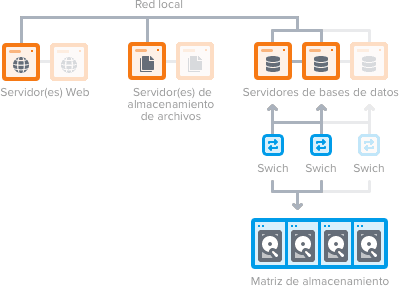 Red local
Servidor(es) Web
Servidor(es) de
almacenamiento
de archivos
Servidores de bases de datos
Swich
Swich
Swich
Matriz de almacenamiento